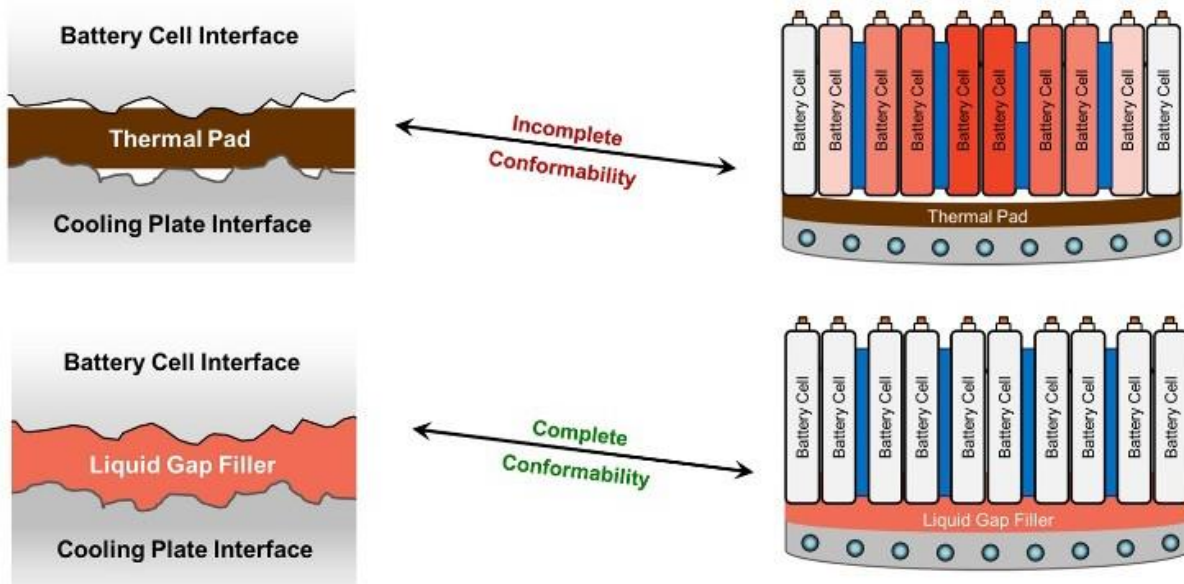 Battery Cell Interface
Thermal Pad
Cooling Plate Interface
Incomplete
Conformability
Battery Cell
Battery Cell
Battery Cell
Battery Cell
Battery Cell
Battery Cell
Battery Cell
Battery Cell
Battery Cell
Battery Cell
Thermal Pad
Battery Cell Interface
Liquid Gap Filler
Cooling Plate Interface
Complete
Conformability
Battery Cell
Battery Cell
Battery Cell
Battery Cell
Battery Cell
Battery Cell
Battery Cell
Battery Cell
Battery Cell
Battery Cell
Liquid Gap Filler